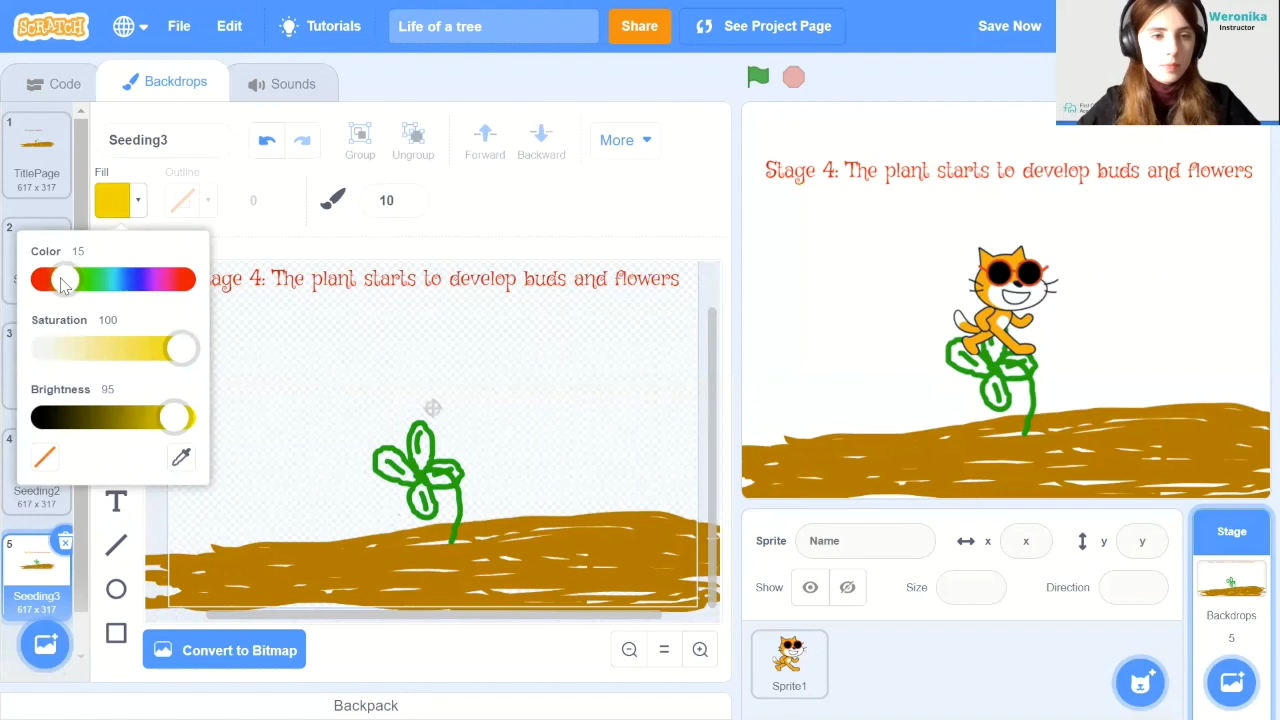 SCRATCH
File
Edit
Tutorials
Life of a tree
Share
See Project Page
Save Now
Weronika
Instructor
Code
Backdrops
Sounds
1
TitlePage
617 x 317
2
3
4
Seeding2
617 x 317
5
Seeding3
617 x 317
Seeding3
Group
Ungroup
Forward
Backward
More
Fill
Outline
0
10
Color 15
Saturation 100
Brightness 95
age 4: The plant starts to develop buds and flowers
T
Convert to Bitmap
Backpack
Stage 4: The plant starts to develop buds and flowers
Sprite
Name
x
x
y
y
Show
Size
Direction
Sprite1
Stage
Backdrops
5